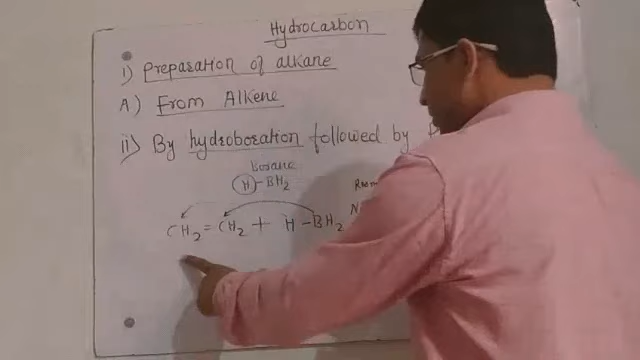 Hydrocarbon
i) Preparation of alkane
A) From Alkene
ii) By hydroboration followed by
Borane
H-BH2
CH2=CH2 + H-BH2